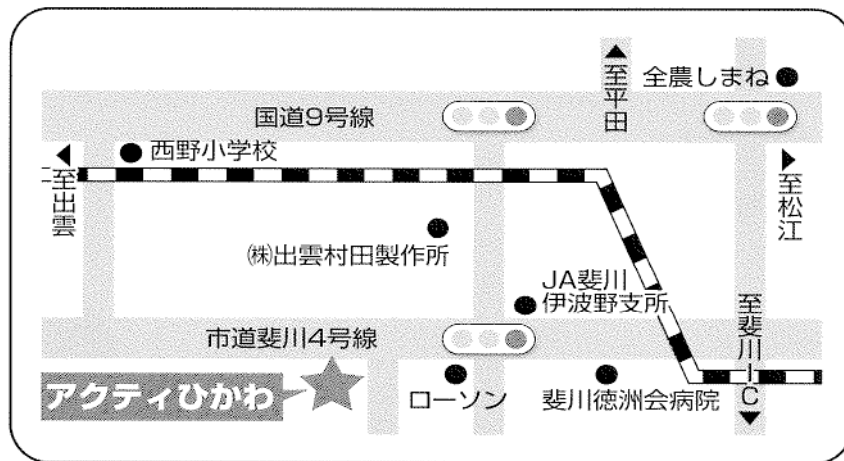 至平田
全農しまね
国道9号線
西野小学校
至出雲
至松江
㈱出雲村田製作所
JA斐川
伊波野支所
至斐川IC
市道斐川4号線
アクティひかわ
ローソン
斐川徳洲会病院